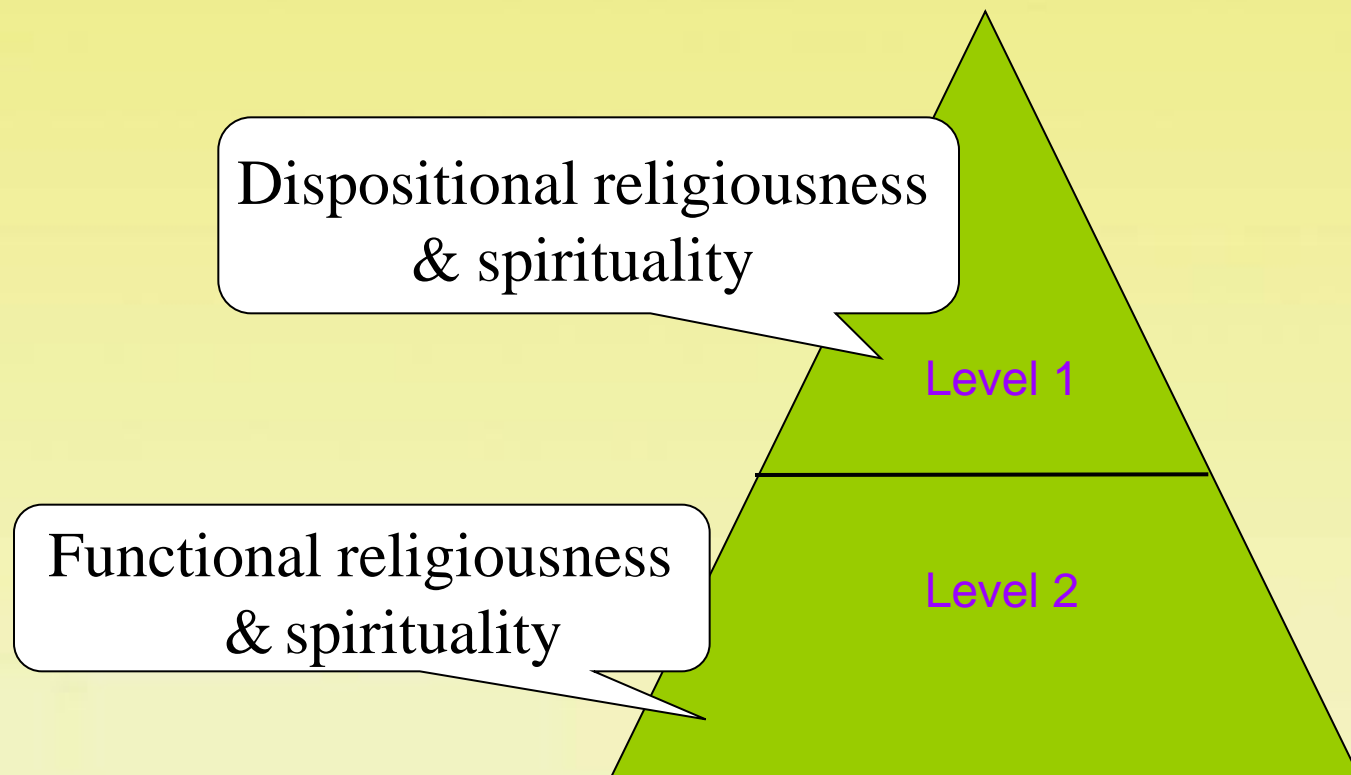 Dispositional religiousness
& spirituality
Level 1
Functional religiousness
& spirituality
Level 2